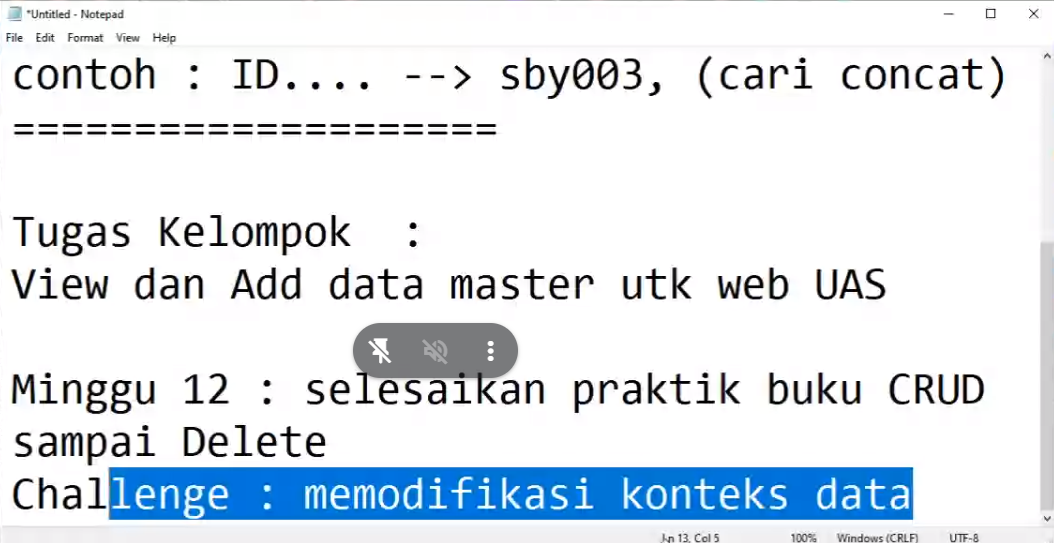 *Untitled - Notepad
File Edit Format View Help
contoh : ID.... --> sby003, (cari concat)
====================
Tugas Kelompok  :
View dan Add data master utk web UAS
Minggu 12 : selesaikan praktik buku CRUD
sampai Delete
Challenge : memodifikasi konteks data
Ln 13, Col 5 100% Windows (CRLF) UTF-8